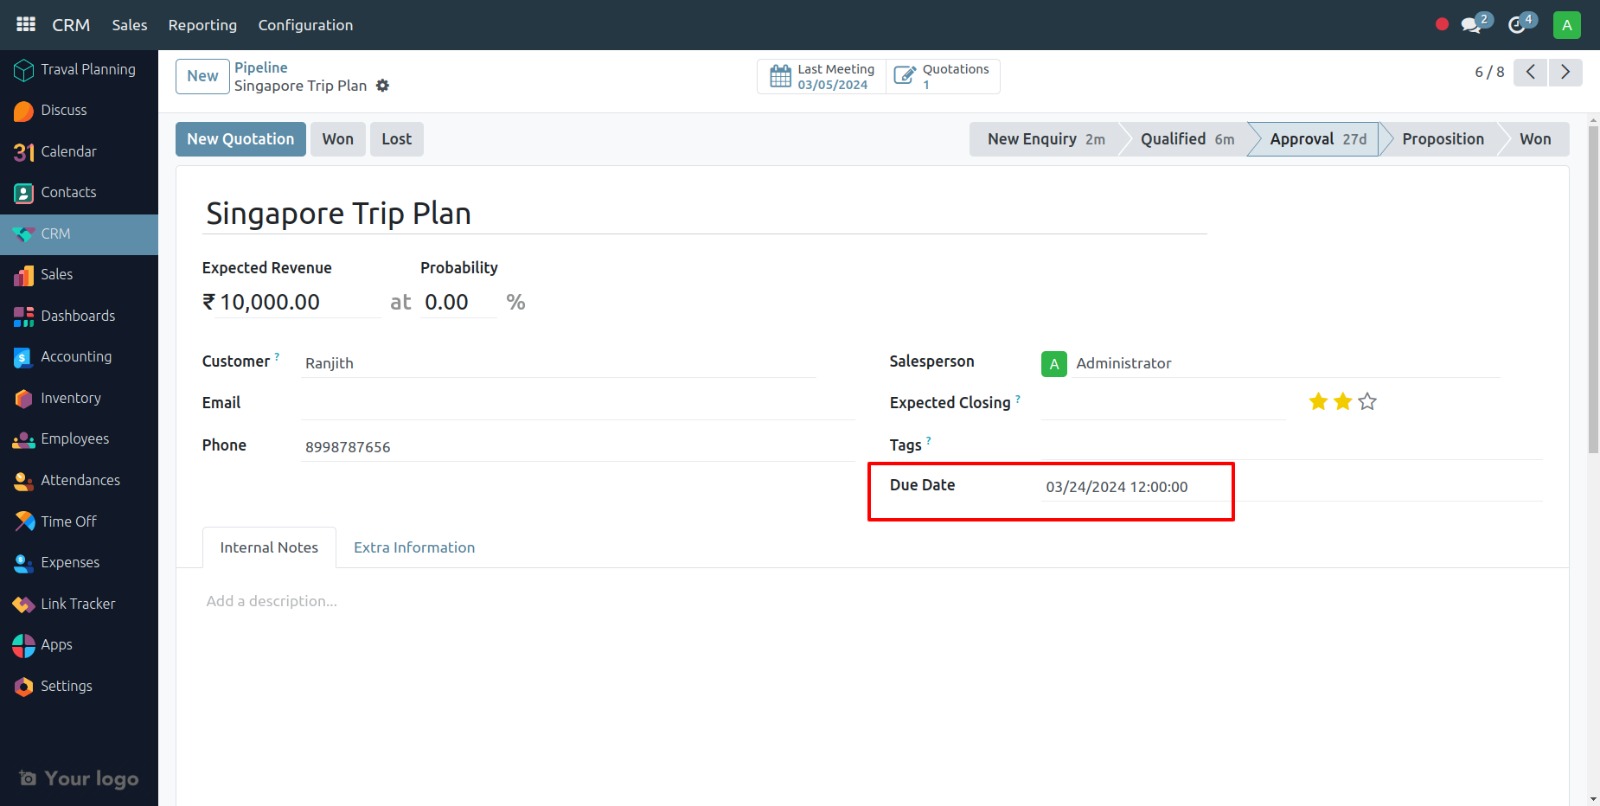 CRM Sales Reporting Configuration 2 4 A
Traval Planning
Discuss
31 Calendar
Contacts
CRM
Sales
Dashboards
Accounting
Inventory
Employees
Attendances
Time Off
Expenses
Link Tracker
Apps
Settings
Your logo
New Pipeline
Singapore Trip Plan
Last Meeting
03/05/2024
Quotations
1
6 / 8
New Quotation Won Lost
New Enquiry 2m Qualified 6m Approval 27d Proposition Won
Singapore Trip Plan
Expected Revenue Probability
₹ 10,000.00 at 0.00 %
Customer ? Ranjith
Email
Phone 8998787656
Salesperson A Administrator
Expected Closing ?
Tags ?
Due Date 03/24/2024 12:00:00
Internal Notes Extra Information
Add a description...